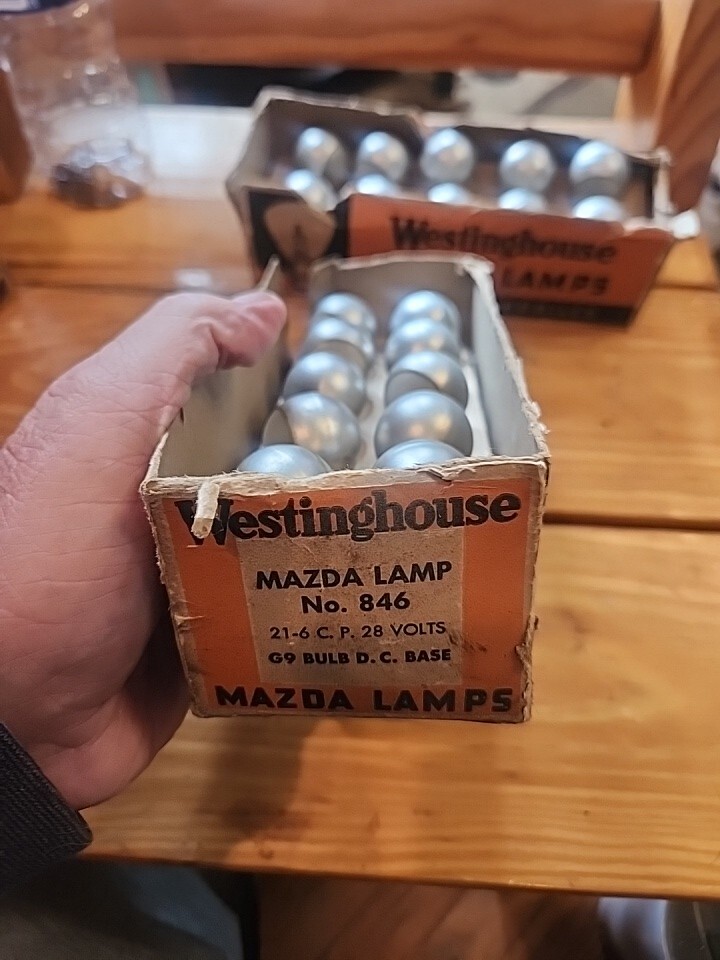 Westinghouse
LAMPS
Westinghouse
MAZDA LAMP
No. 846
21-6 C. P. 28 VOLTS
G9 BULB D. C. BASE
MAZDA LAMPS